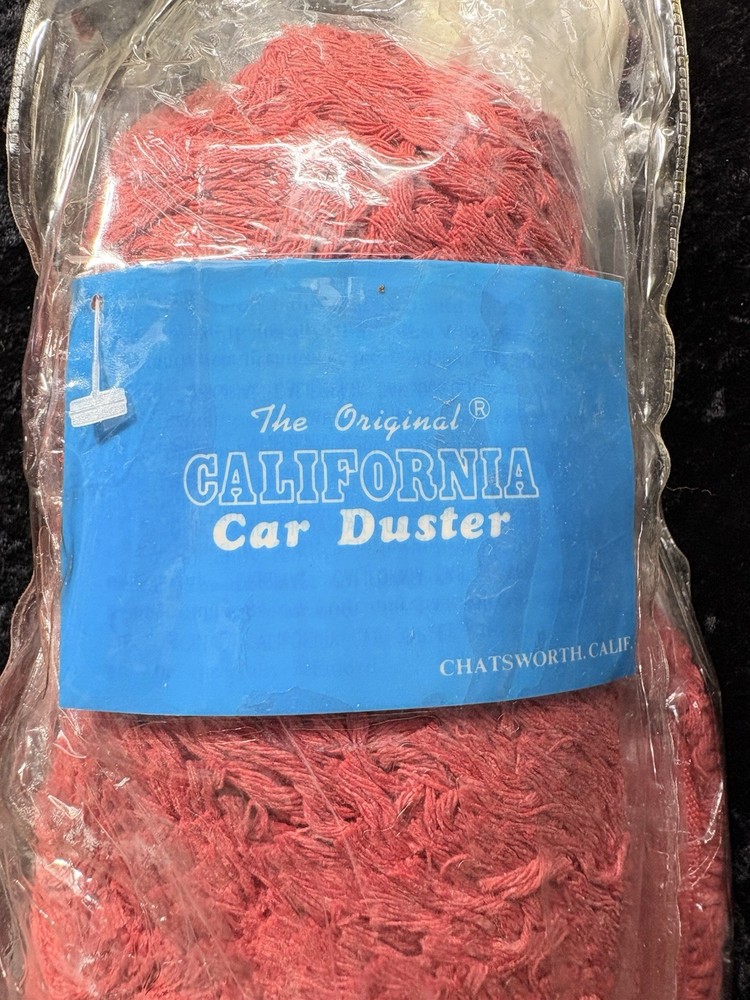 The Original ®
CALIFORNIA
Car Duster
CHATSWORTH, CALIF.